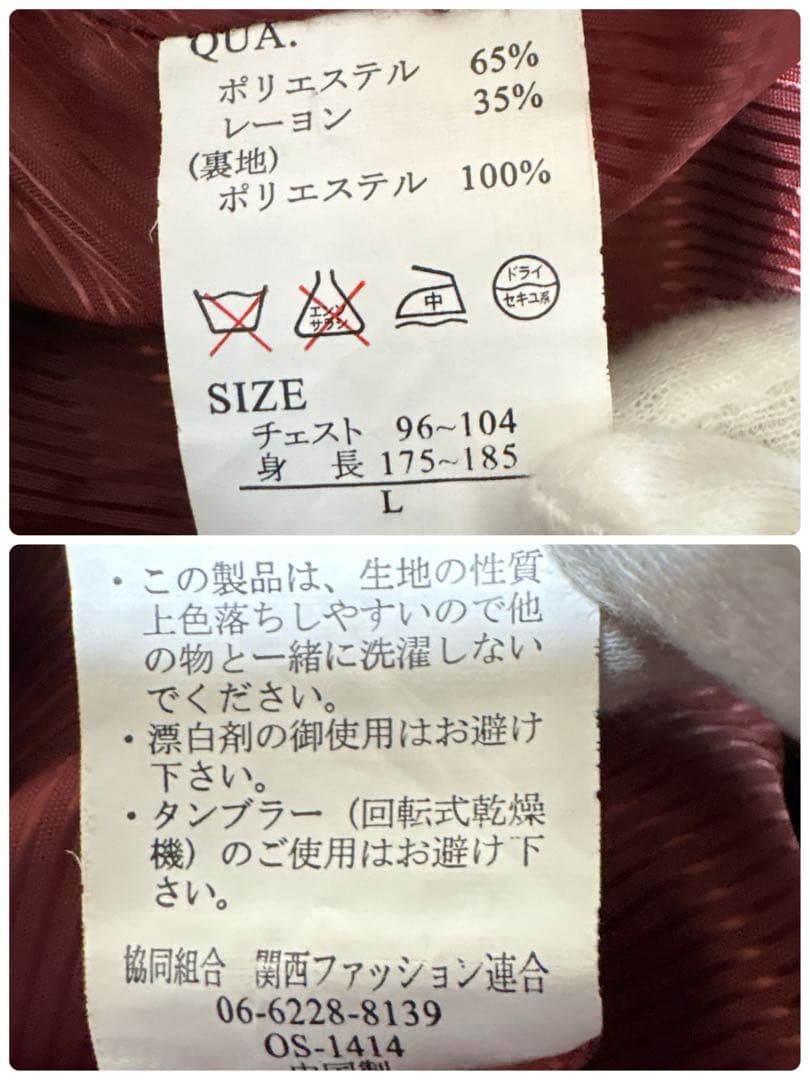 QUA.
ポリエステル 65%
レーヨン 35%
(裏地)
ポリエステル 100%
エンソ
サラシ
中
ドライ
セキユ系
SIZE
チェスト 96~104
身 長 175~185
L
・この製品は、生地の性質
上色落ちしやすいので他
の物と一緒に洗濯しない
でください。
・漂白剤の御使用はお避け
下さい。
・タンブラー（回転式乾燥
機）のご使用はお避け下
さい。
協同組合 関西ファッション連合
06-6228-8139
OS-1414
中国製